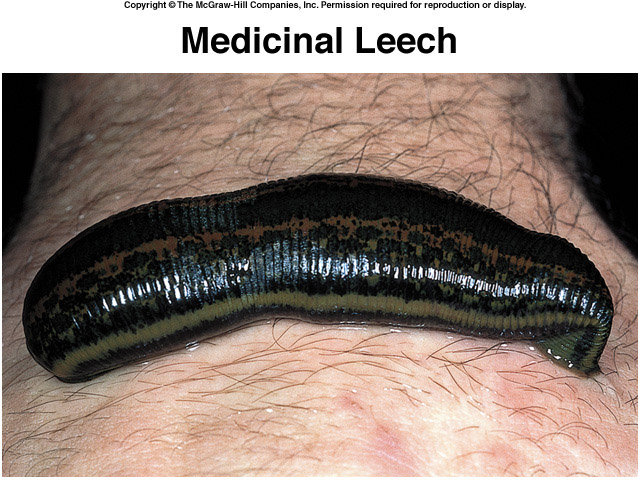 Copyright © The McGraw-Hill Companies, Inc. Permission required for reproduction or display.
Medicinal Leech